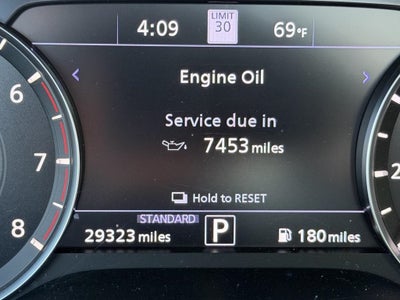 4:09 LIMIT 30 69°F
< Engine Oil >
Service due in
7453 miles
Hold to RESET
STANDARD
29323 miles P 180 miles
6
7
8
2